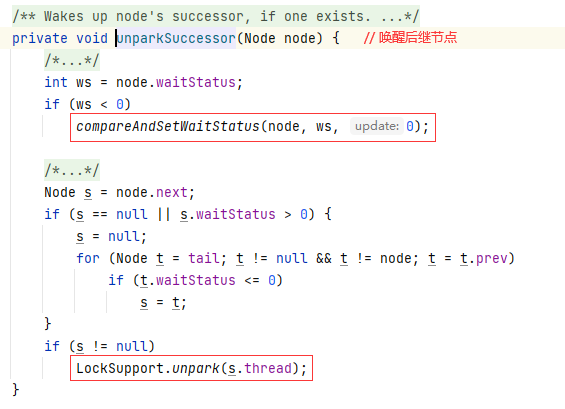 /** Wakes up node's successor, if one exists. ...*/
private void unparkSuccessor(Node node) {   //唤醒后继节点
    /*...*/
    int ws = node.waitStatus;
    if (ws < 0)
        compareAndSetWaitStatus(node, ws, update: 0);

    /*...*/
    Node s = node.next;
    if (s == null || s.waitStatus > 0) {
        s = null;
        for (Node t = tail; t != null && t != node; t = t.prev)
            if (t.waitStatus <= 0)
                s = t;
    }
    if (s != null)
        LockSupport.unpark(s.thread);
}